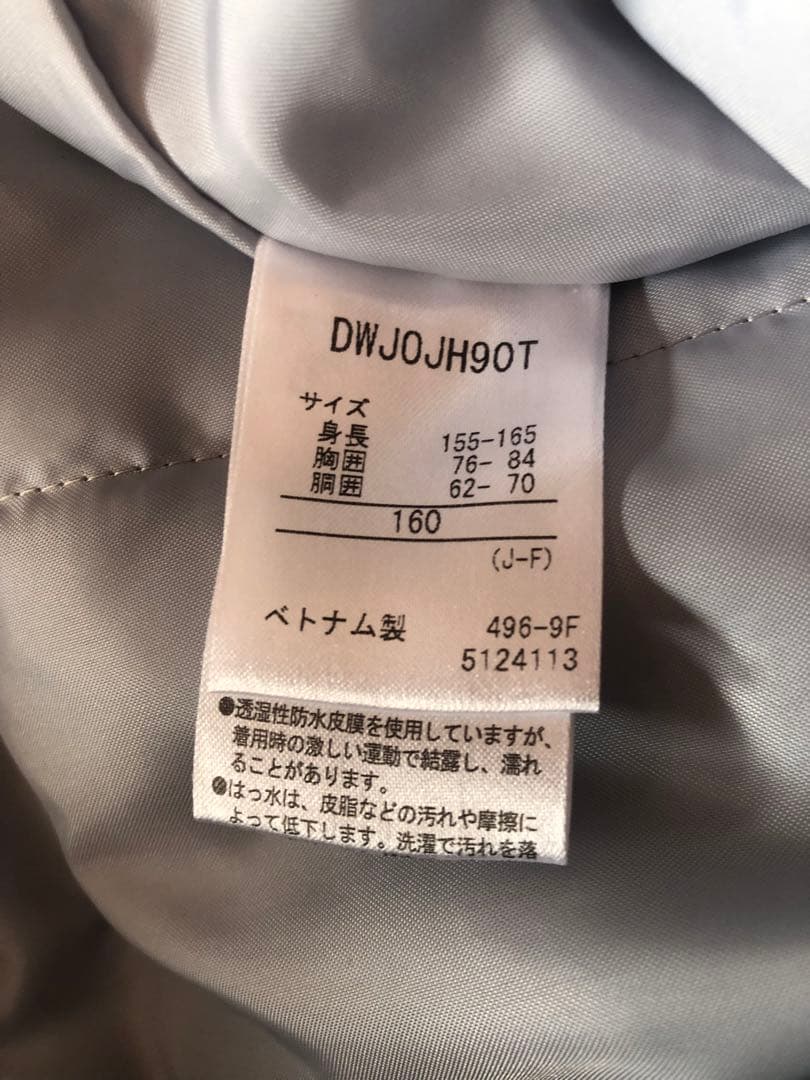 DWJOJH90T
サイズ
身長 155-165
胸囲 76- 84
胴囲 62- 70
160
(J-F)
ベトナム製 496-9F
5124113
●透湿性防水皮膜を使用していますが、
着用時の激しい運動で結露し、濡れ
ることがあります。
●はっ水は、皮脂などの汚れや摩擦に
よって低下します。洗濯で汚れを落